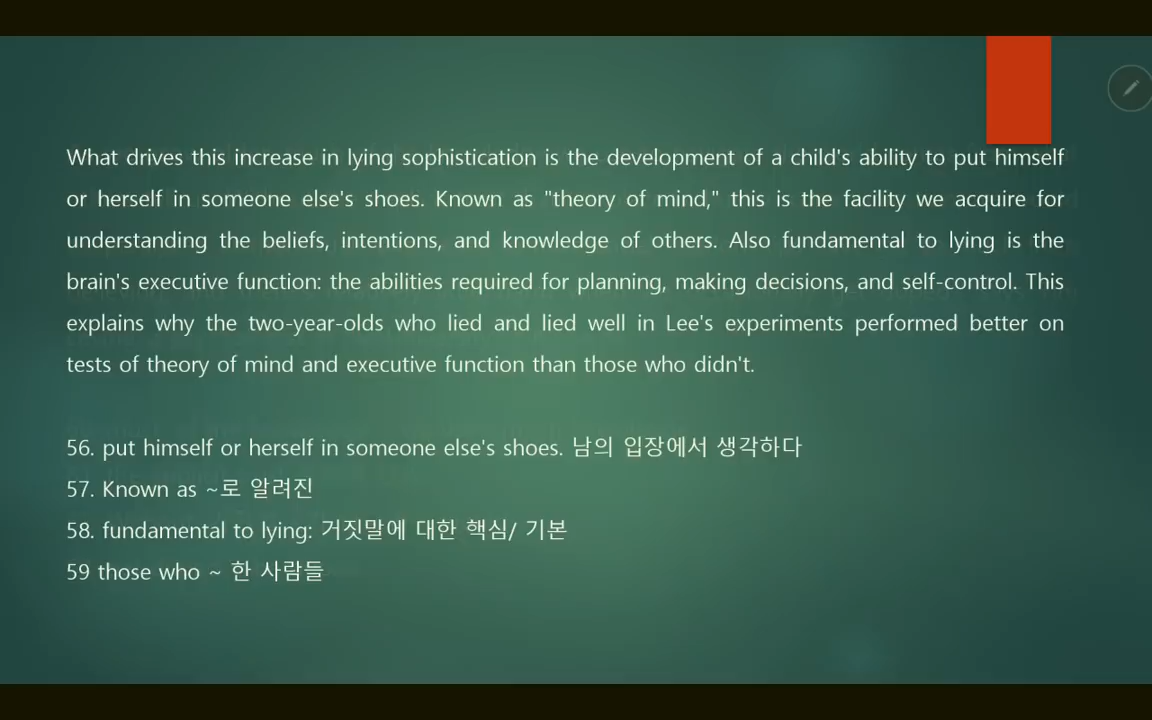 What drives this increase in lying sophistication is the development of a child's ability to put himself
or herself in someone else's shoes. Known as "theory of mind," this is the facility we acquire for
understanding the beliefs, intentions, and knowledge of others. Also fundamental to lying is the
brain's executive function: the abilities required for planning, making decisions, and self-control. This
explains why the two-year-olds who lied and lied well in Lee's experiments performed better on
tests of theory of mind and executive function than those who didn't.
56. put himself or herself in someone else's shoes. 남의 입장에서 생각하다
57. Known as ~로 알려진
58. fundamental to lying: 거짓말에 대한 핵심/ 기본
59 those who ~ 한 사람들